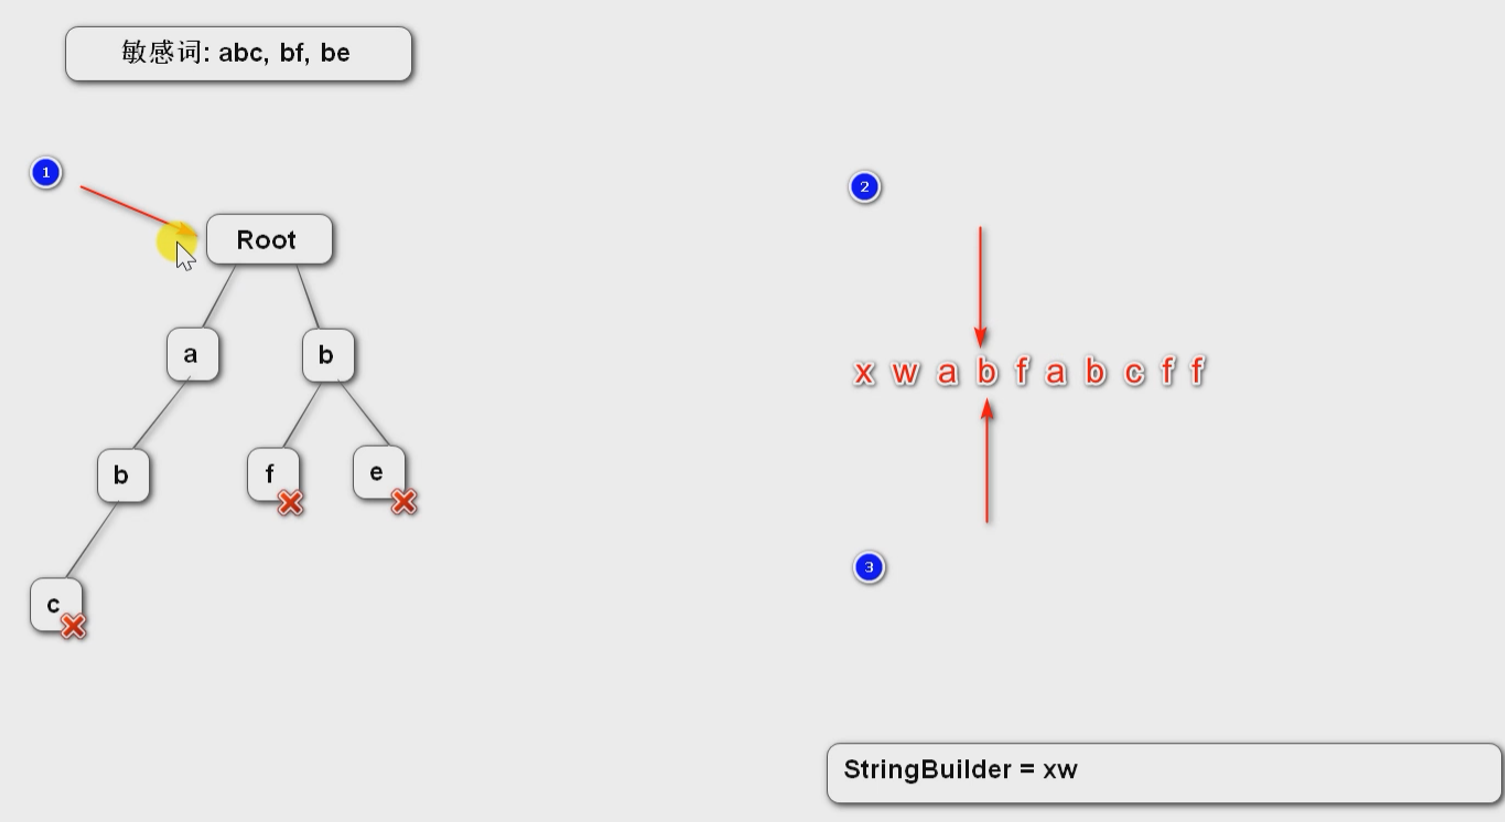 敏感词: abc, bf, be
1
Root
a
b
b
f
e
c
2
x w a b f a b c f f
3
StringBuilder = xw